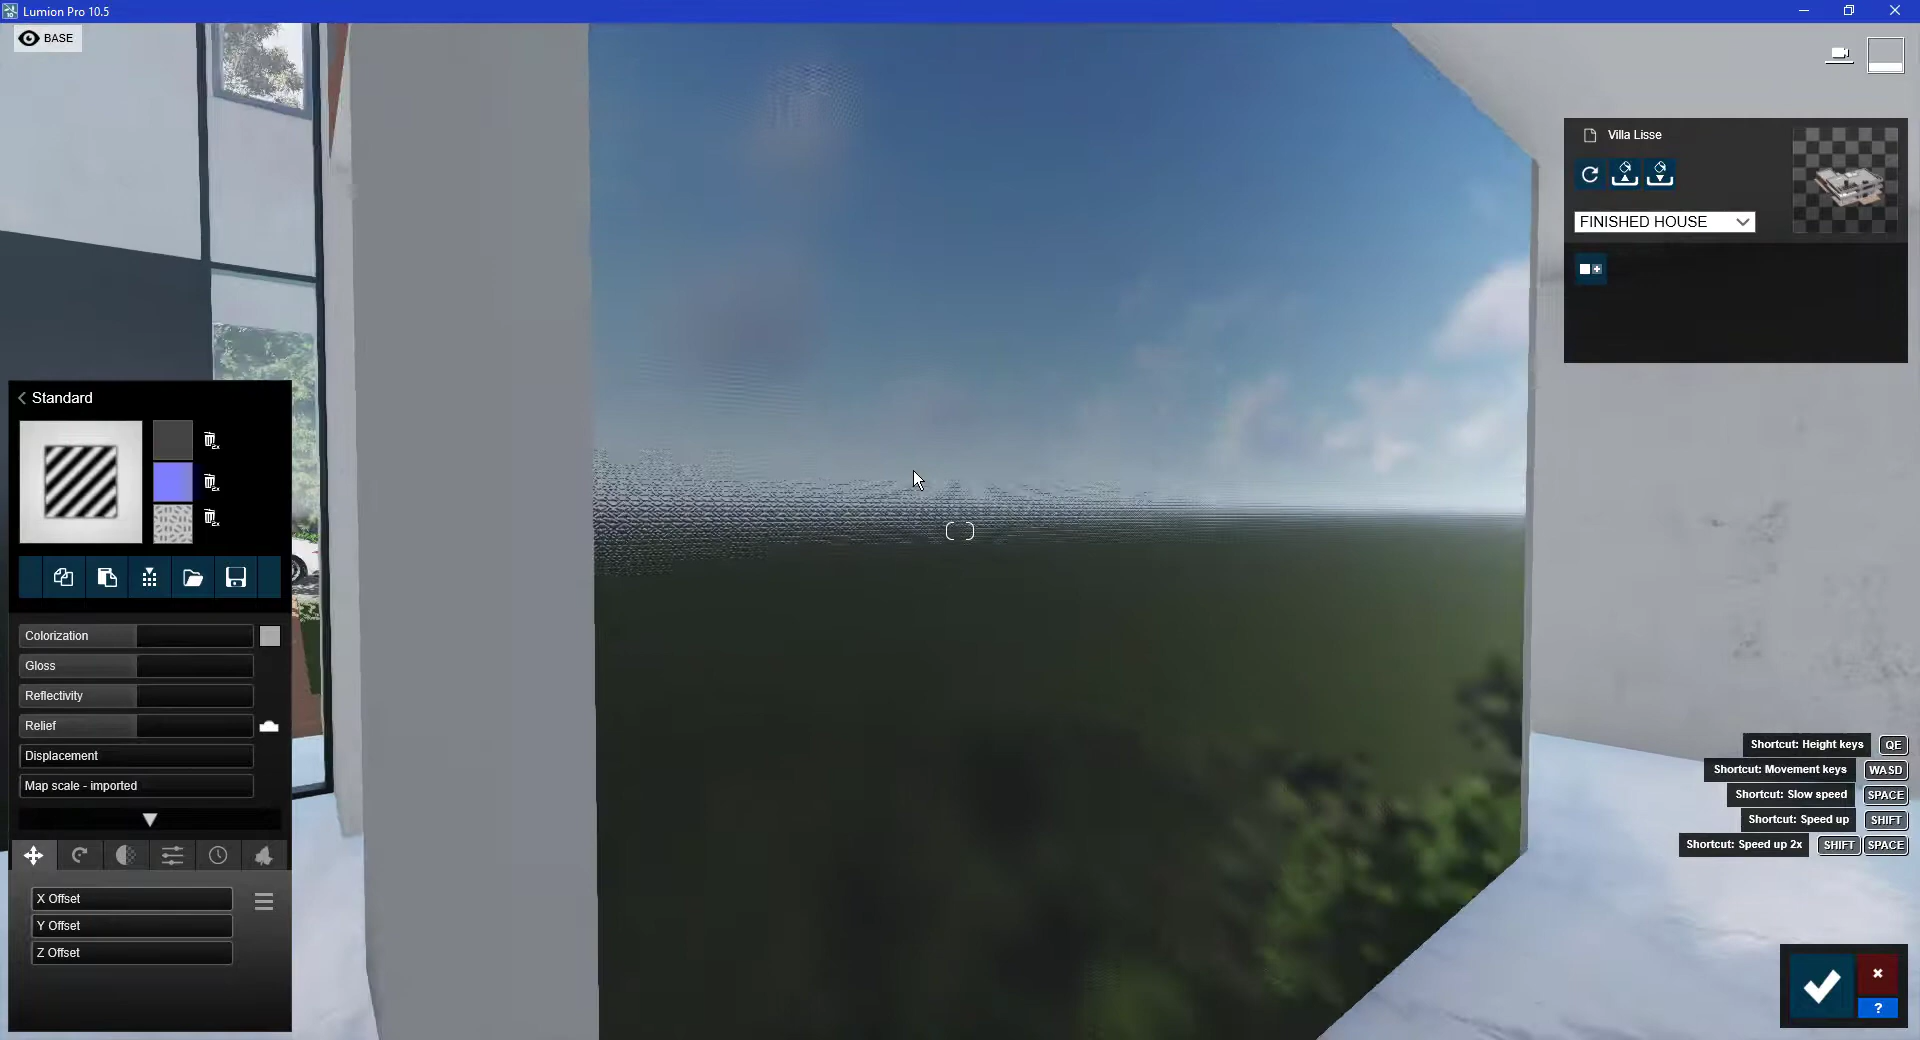 Lumion Pro 10.5
BASE
Villa Lisse
FINISHED HOUSE
Standard
2x
2x
Colorization
Gloss
Reflectivity
Relief
Displacement
Map scale - imported
X Offset
Y Offset
Z Offset
Shortcut: Height keys QE
Shortcut: Movement keys WASD
Shortcut: Slow speed SPACE
Shortcut: Speed up SHIFT
Shortcut: Speed up 2x SHIFT SPACE
?